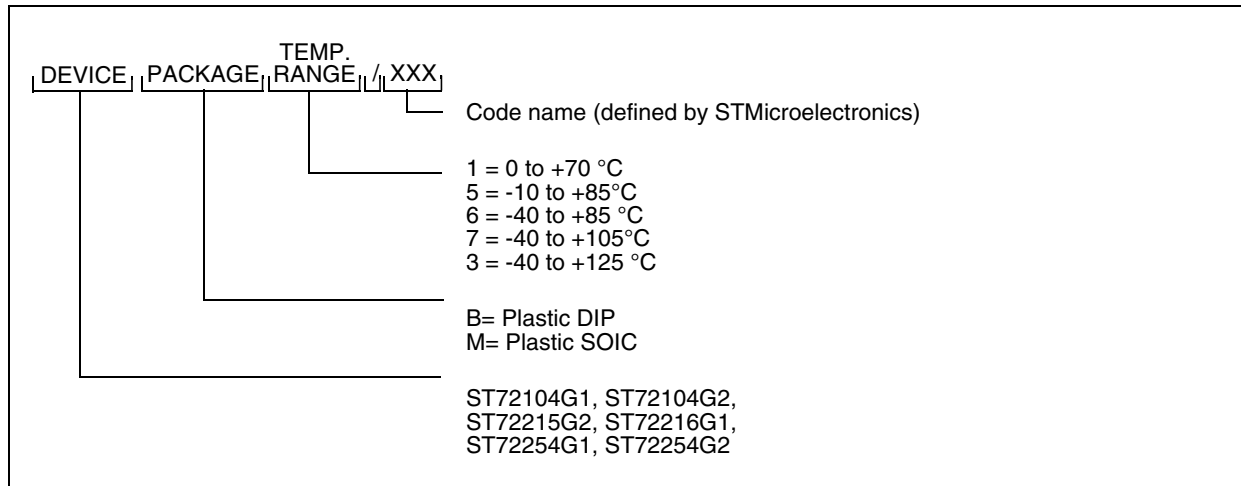 TEMP.
DEVICE PACKAGE RANGE / XXX
Code name (defined by STMicroelectronics)
1 = 0 to +70 °C
5 = -10 to +85°C
6 = -40 to +85 °C
7 = -40 to +105°C
3 = -40 to +125 °C
B= Plastic DIP
M= Plastic SOIC
ST72104G1, ST72104G2,
ST72215G2, ST72216G1,
ST72254G1, ST72254G2